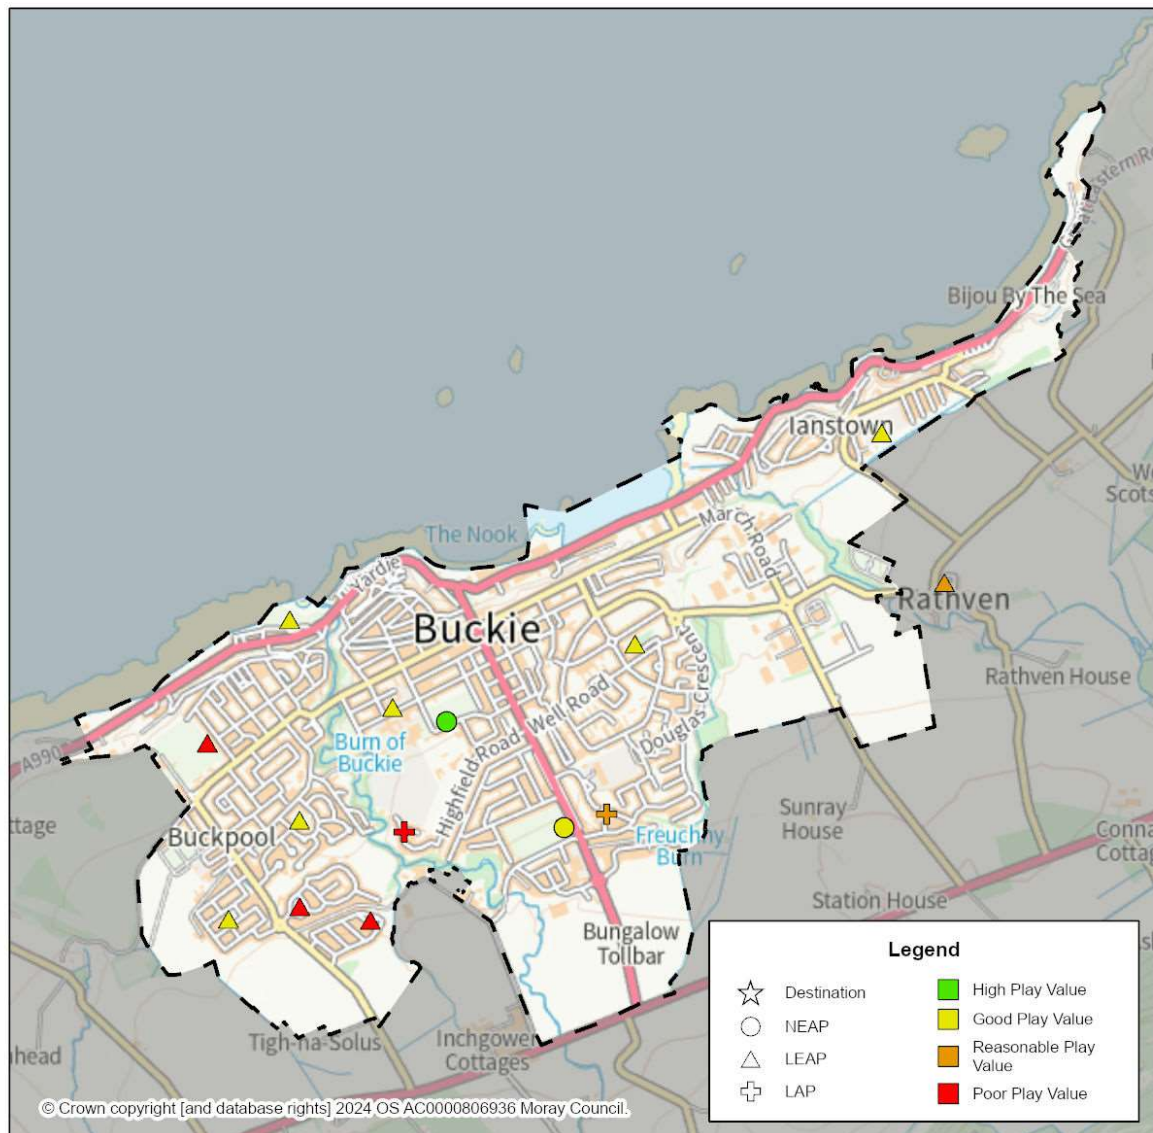 Great Eastern Ro
Bijou By The Sea
Ianstown
We
Scots
March Road
The Nook
Yardie
Buckie
Rathven
Rathven House
Well Road
Douglas Crescent
A990
Burn of
Buckie
Highfield Road
ttage
Buckpool
Sunray
House
Freuchny
Burn
Conna
Cottag
Station House
Bungalow
Tollbar
Tigh-na-Solus
Inchgower
Cottages
nhead
Legend
Destination
NEAP
LEAP
LAP
High Play Value
Good Play Value
Reasonable Play
Value
Poor Play Value
© Crown copyright [and database rights] 2024 OS AC0000806936 Moray Council.